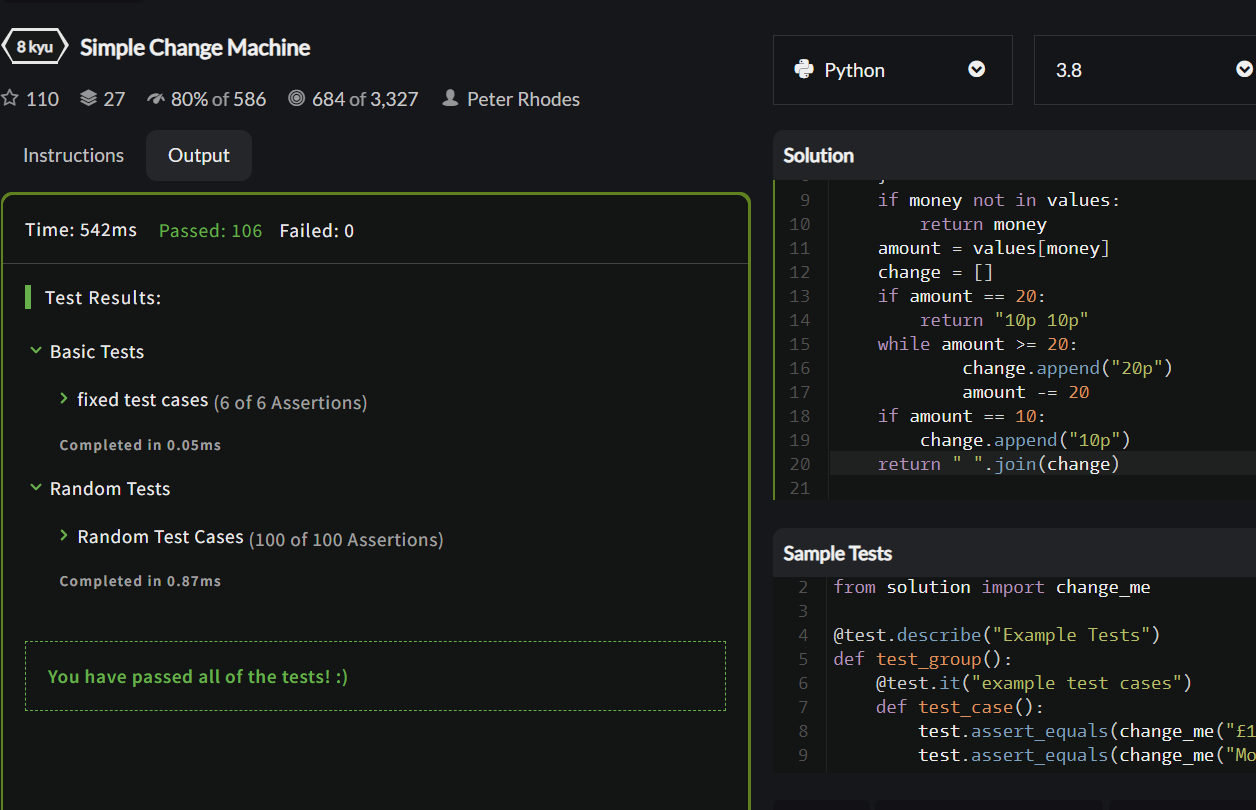 8 kyu Simple Change Machine
110 27 80% of 586 684 of 3,327 Peter Rhodes
Instructions Output
Time: 542ms Passed: 106 Failed: 0
Test Results:
Basic Tests
fixed test cases (6 of 6 Assertions)
Completed in 0.05ms
Random Tests
Random Test Cases (100 of 100 Assertions)
Completed in 0.87ms
You have passed all of the tests! :)
Python 3.8
Solution
9 if money not in values:
10 return money
11 amount = values[money]
12 change = []
13 if amount == 20:
14 return "10p 10p"
15 while amount >= 20:
16 change.append("20p")
17 amount -= 20
18 if amount == 10:
19 change.append("10p")
20 return " ".join(change)
21
Sample Tests
2 from solution import change_me
3
4 @test.describe("Example Tests")
5 def test_group():
6 @test.it("example test cases")
7 def test_case():
8 test.assert_equals(change_me("£1
9 test.assert_equals(change_me("Mo